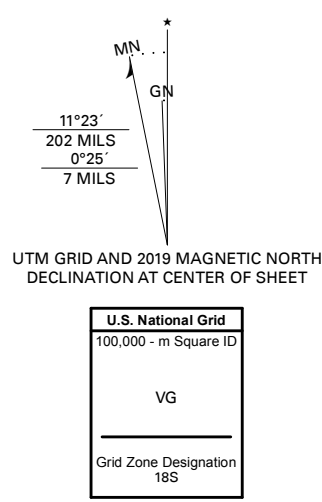 ★
MN
GN
11°23´
202 MILS
0°25´
7 MILS
UTM GRID AND 2019 MAGNETIC NORTH
DECLINATION AT CENTER OF SHEET
U.S. National Grid
100,000 - m Square ID
VG
Grid Zone Designation
18S